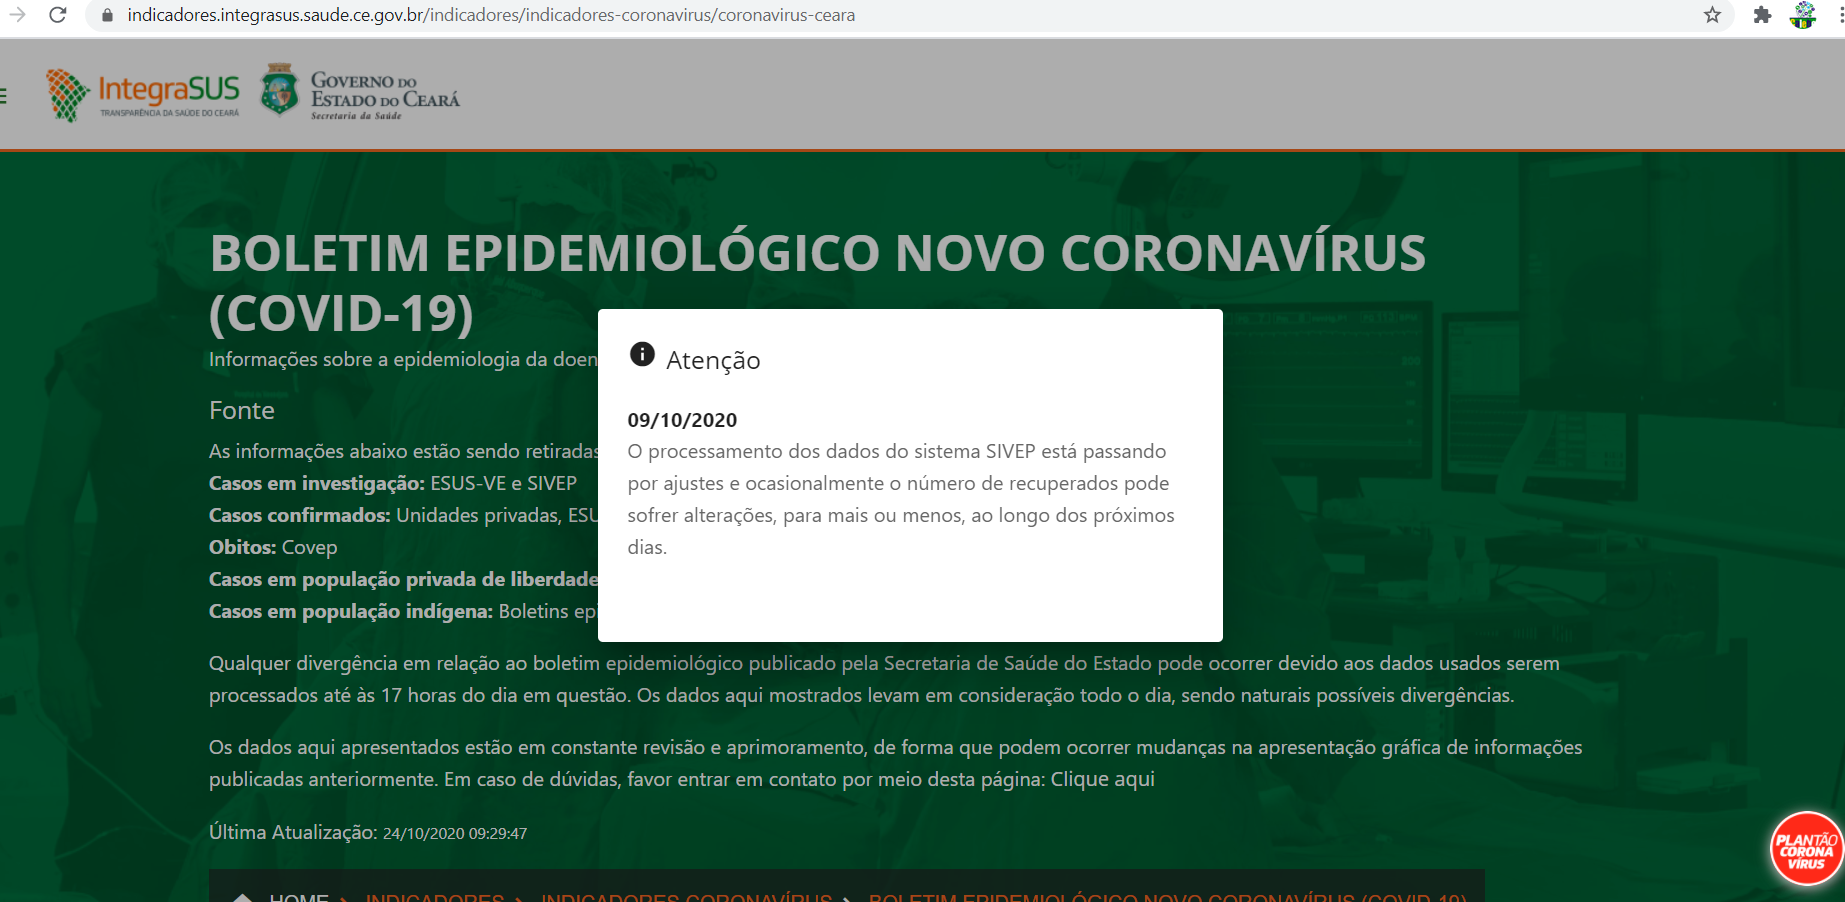 indicadores.integrasus.saude.ce.gov.br/indicadores/indicadores-coronavirus/coronavirus-ceara
IntegraSUS
TRANSPARÊNCIA DA SAÚDE DO CEARÁ
GOVERNO DO
ESTADO DO CEARÁ
Secretaria da Saúde
BOLETIM EPIDEMIOLÓGICO NOVO CORONAVÍRUS
(COVID-19)
Informações sobre a epidemiologia da doen
Fonte
As informações abaixo estão sendo retiradas
Casos em investigação: ESUS-VE e SIVEP
Casos confirmados: Unidades privadas, ESU
Obitos: Covep
Casos em população privada de liberdade
Casos em população indígena: Boletins epi
Atenção
09/10/2020
O processamento dos dados do sistema SIVEP está passando
por ajustes e ocasionalmente o número de recuperados pode
sofrer alterações, para mais ou menos, ao longo dos próximos
dias.
Qualquer divergência em relação ao boletim epidemiológico publicado pela Secretaria de Saúde do Estado pode ocorrer devido aos dados usados serem
processados até às 17 horas do dia em questão. Os dados aqui mostrados levam em consideração todo o dia, sendo naturais possíveis divergências.
Os dados aqui apresentados estão em constante revisão e aprimoramento, de forma que podem ocorrer mudanças na apresentação gráfica de informações
publicadas anteriormente. Em caso de dúvidas, favor entrar em contato por meio desta página: Clique aqui
Última Atualização: 24/10/2020 09:29:47
PLANTÃO
CORONA
VÍRUS
HOME > INDICADORES > INDICADORES CORONAVÍRUS > BOLETIM EPIDEMIOLÓGICO NOVO CORONAVÍRUS (COVID-19)